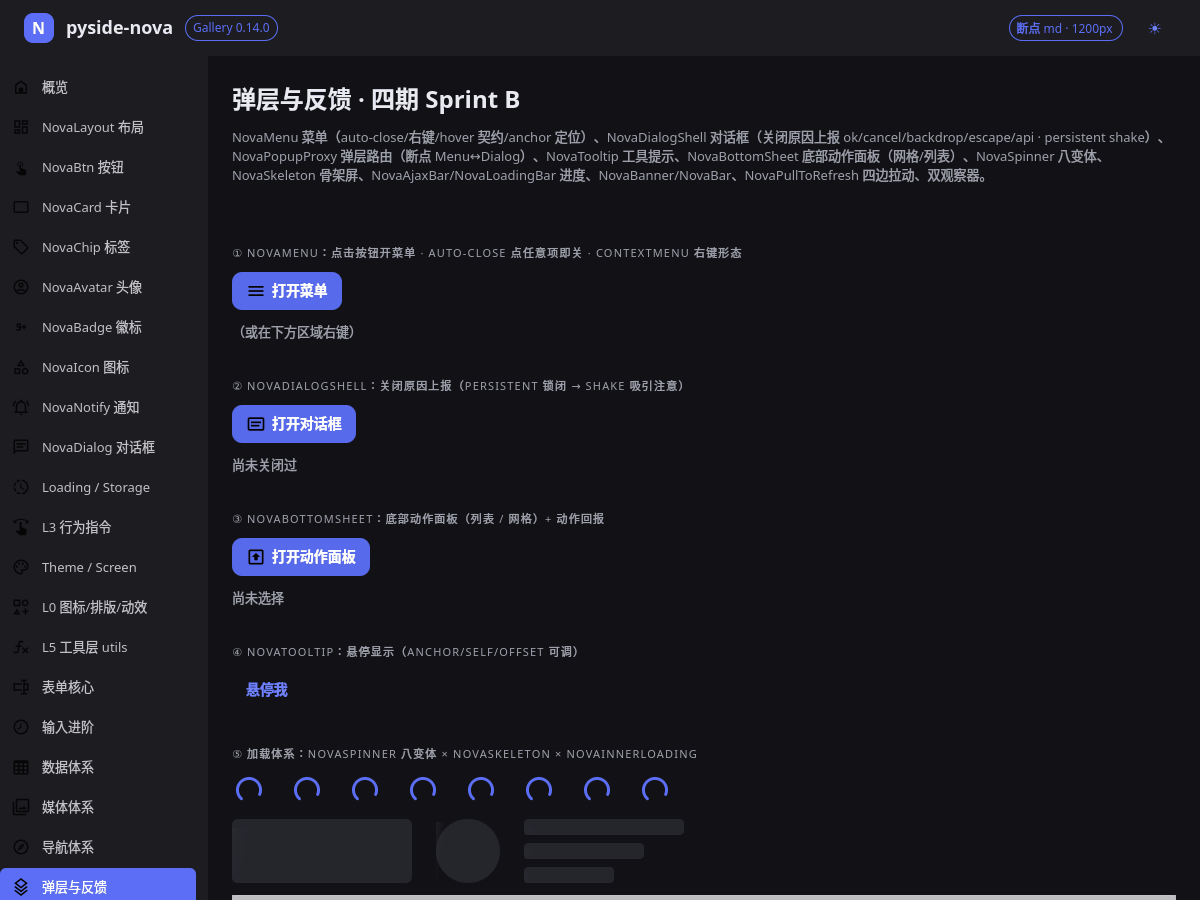 N pyside-nova Gallery 0.14.0 断点 md · 1200px ☀
概览
NovaLayout 布局
NovaBtn 按钮
NovaCard 卡片
NovaChip 标签
NovaAvatar 头像
9+ NovaBadge 徽标
NovaIcon 图标
NovaNotify 通知
NovaDialog 对话框
Loading / Storage
L3 行为指令
Theme / Screen
L0 图标/排版/动效
L5 工具层 utils
表单核心
输入进阶
数据体系
媒体体系
导航体系
弹层与反馈
弹层与反馈 · 四期 Sprint B
NovaMenu 菜单（auto-close/右键/hover 契约/anchor 定位）、NovaDialogShell 对话框（关闭原因上报 ok/cancel/backdrop/escape/api · persistent shake）、
NovaPopupProxy 弹层路由（断点 Menu↔Dialog）、NovaTooltip 工具提示、NovaBottomSheet 底部动作面板（网格/列表）、NovaSpinner 八变体、
NovaSkeleton 骨架屏、NovaAjaxBar/NovaLoadingBar 进度、NovaBanner/NovaBar、NovaPullToRefresh 四边拉动、双观察器。
① NOVAMENU：点击按钮开菜单 · AUTO-CLOSE 点任意项即关 · CONTEXTMENU 右键形态
打开菜单
（或在下方区域右键）
② NOVADIALOGSHELL：关闭原因上报（PERSISTENT 锁闭 → SHAKE 吸引注意）
打开对话框
尚未关闭过
③ NOVABOTTOMSHEET：底部动作面板（列表 / 网格）+ 动作回报
打开动作面板
尚未选择
④ NOVATOOLTIP：悬停显示（ANCHOR/SELF/OFFSET 可调）
悬停我
⑤ 加载体系：NOVASPINNER 八变体 × NOVASKELETON × NOVAINNERLOADING